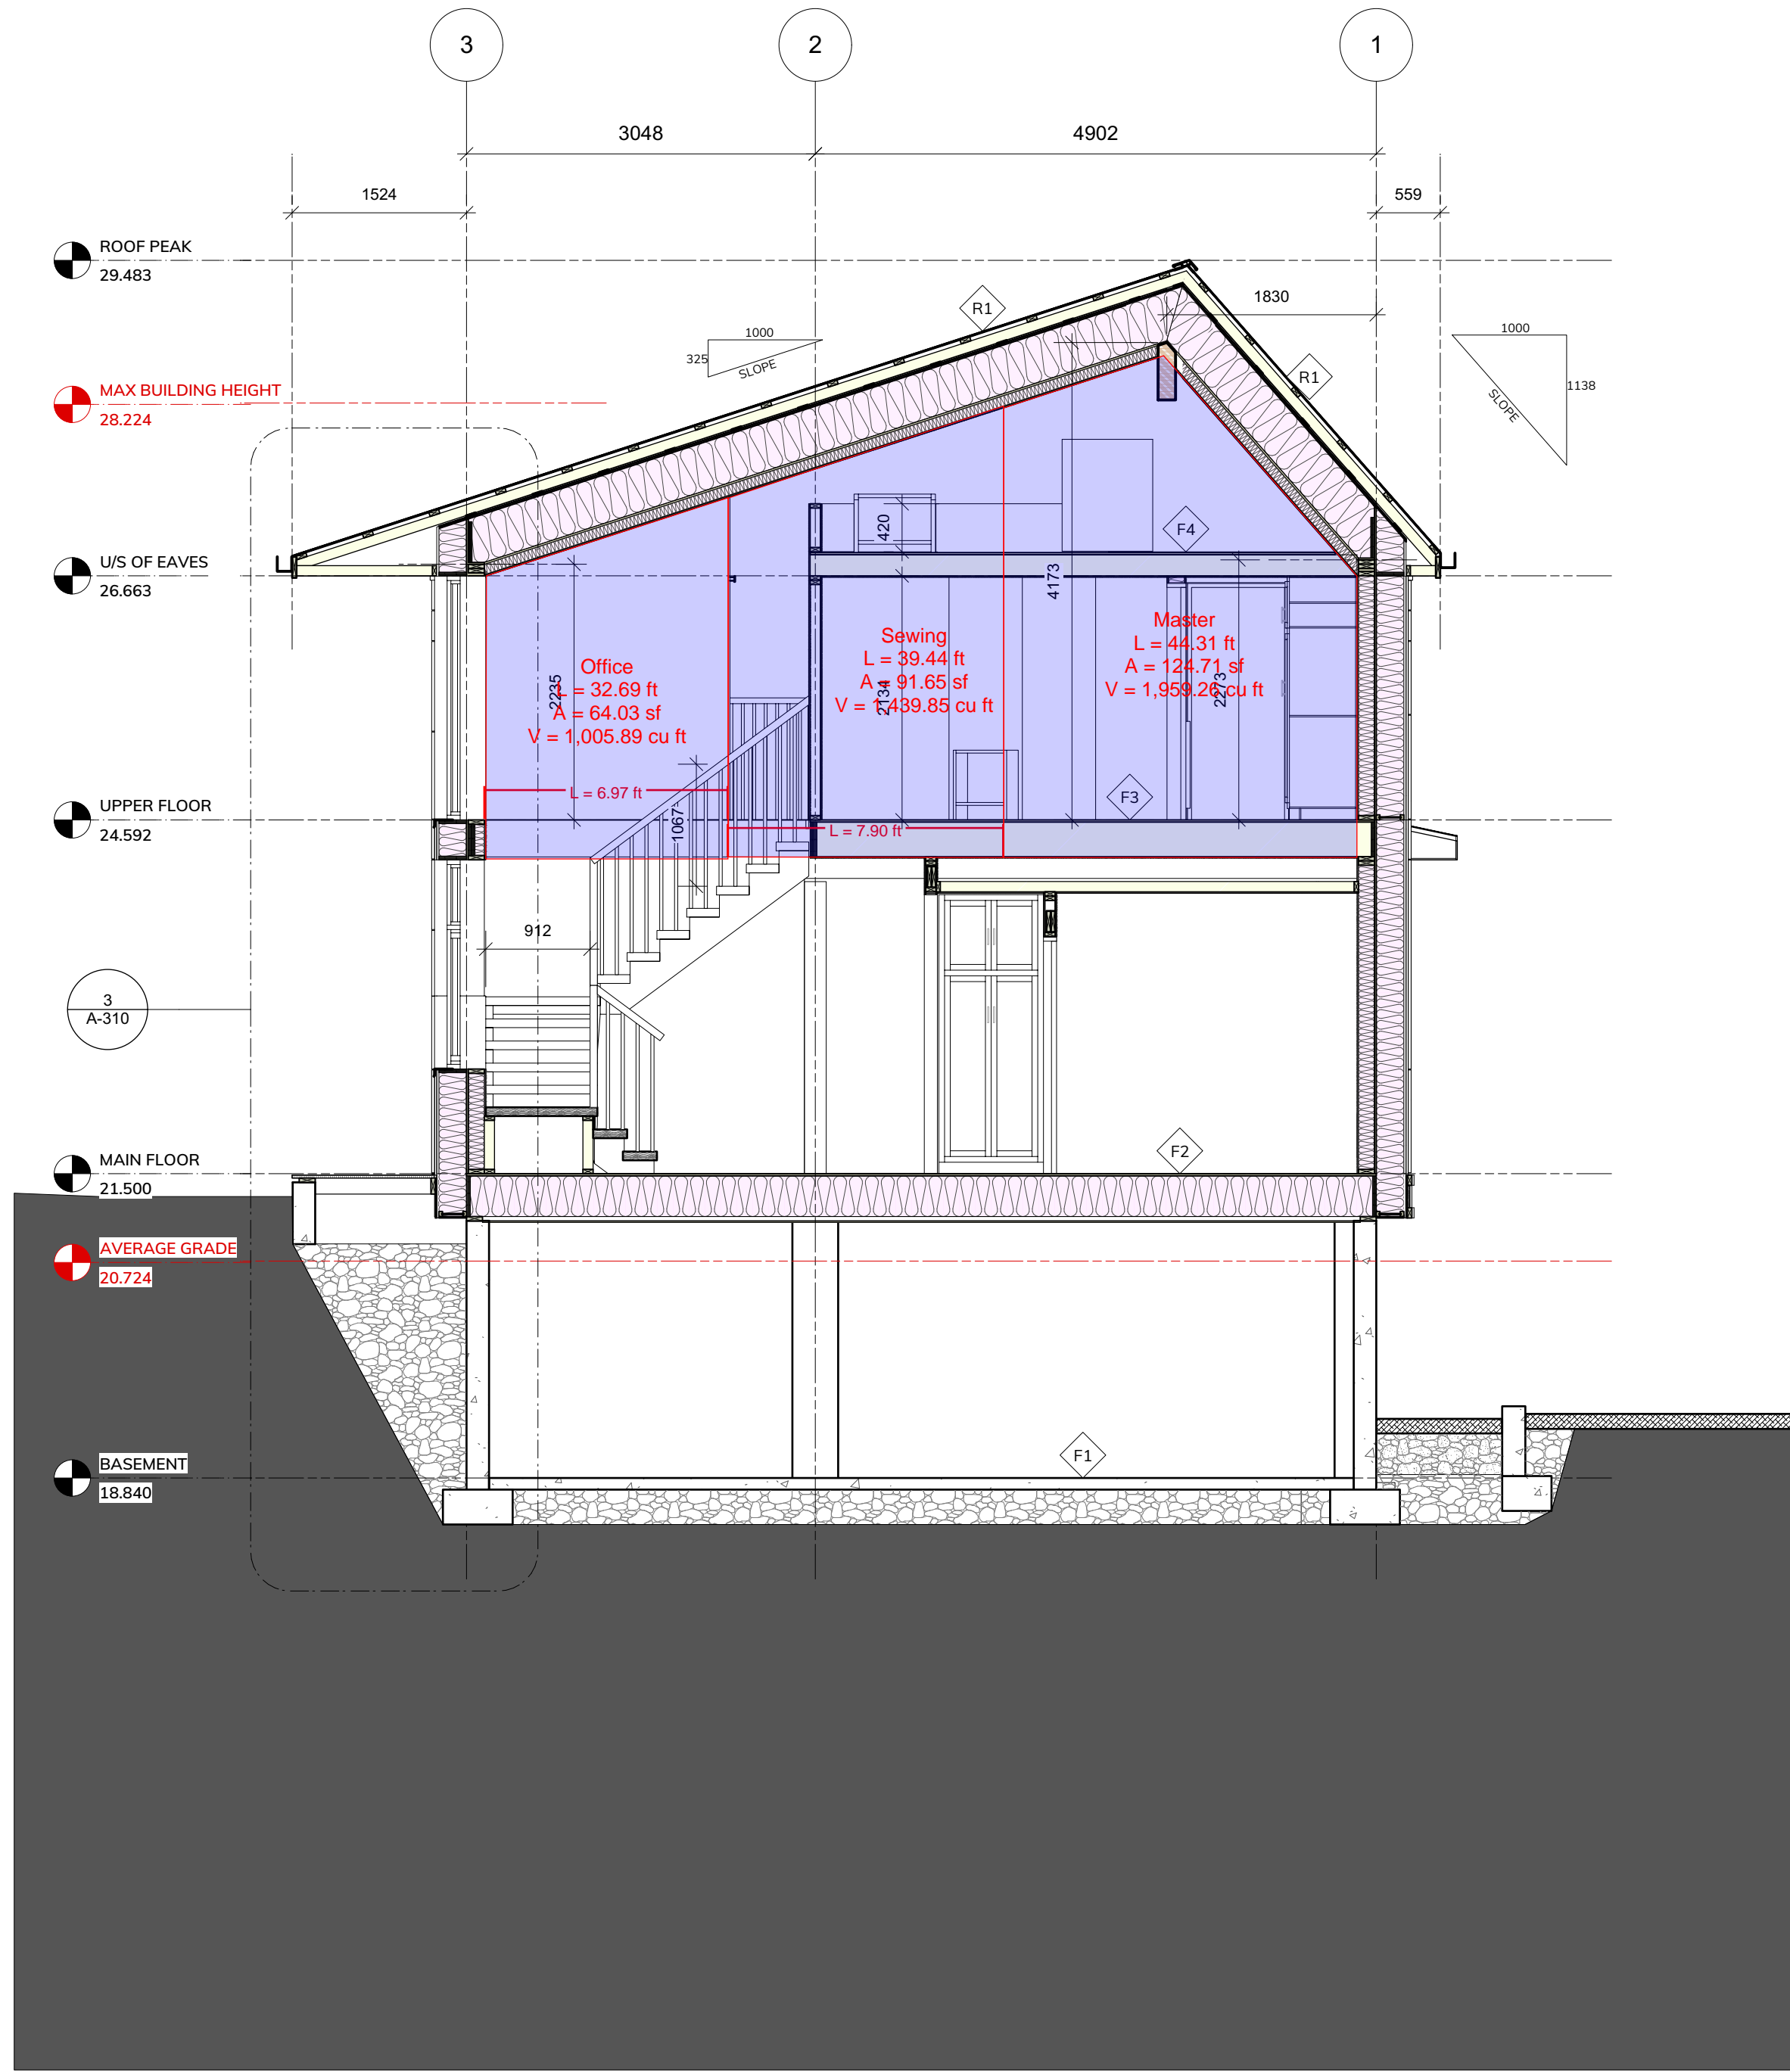 3
2
1
3048
4902
1524
559
ROOF PEAK
29.483
1830
R1
1000
325
SLOPE
1000
1138
SLOPE
R1
MAX BUILDING HEIGHT
28.224
420
F4
U/S OF EAVES
26.663
4173
2235
2134
2273
Office
L = 32.69 ft
A = 64.03 sf
V = 1,005.89 cu ft
Sewing
L = 39.44 ft
A = 91.65 sf
V = 1,439.85 cu ft
Master
L = 44.31 ft
A = 124.71 sf
V = 1,959.26 cu ft
L = 6.97 ft
F3
UPPER FLOOR
24.592
1067
L = 7.90 ft
912
3
A-310
F2
MAIN FLOOR
21.500
AVERAGE GRADE
20.724
F1
BASEMENT
18.840